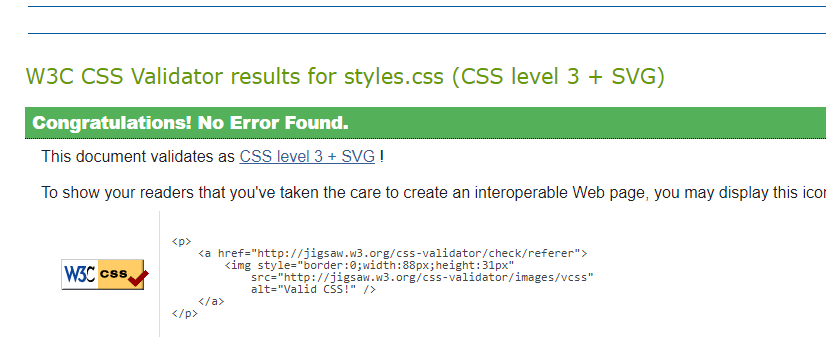 W3C CSS Validator results for styles.css (CSS level 3 + SVG)
Congratulations! No Error Found.
This document validates as CSS level 3 + SVG !
To show your readers that you've taken the care to create an interoperable Web page, you may display this icon
W3C css
<p>
<a href="http://jigsaw.w3.org/css-validator/check/referer">
<img style="border:0;width:88px;height:31px"
src="http://jigsaw.w3.org/css-validator/images/vcss"
alt="Valid CSS!" />
</a>
</p>